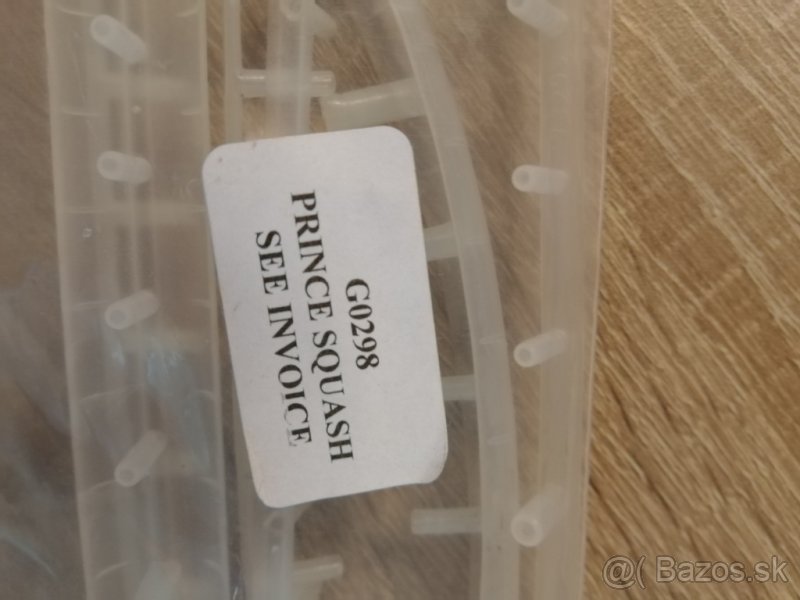 G0298
PRINCE SQUASH
SEE INVOICE
@( Bazos.sk